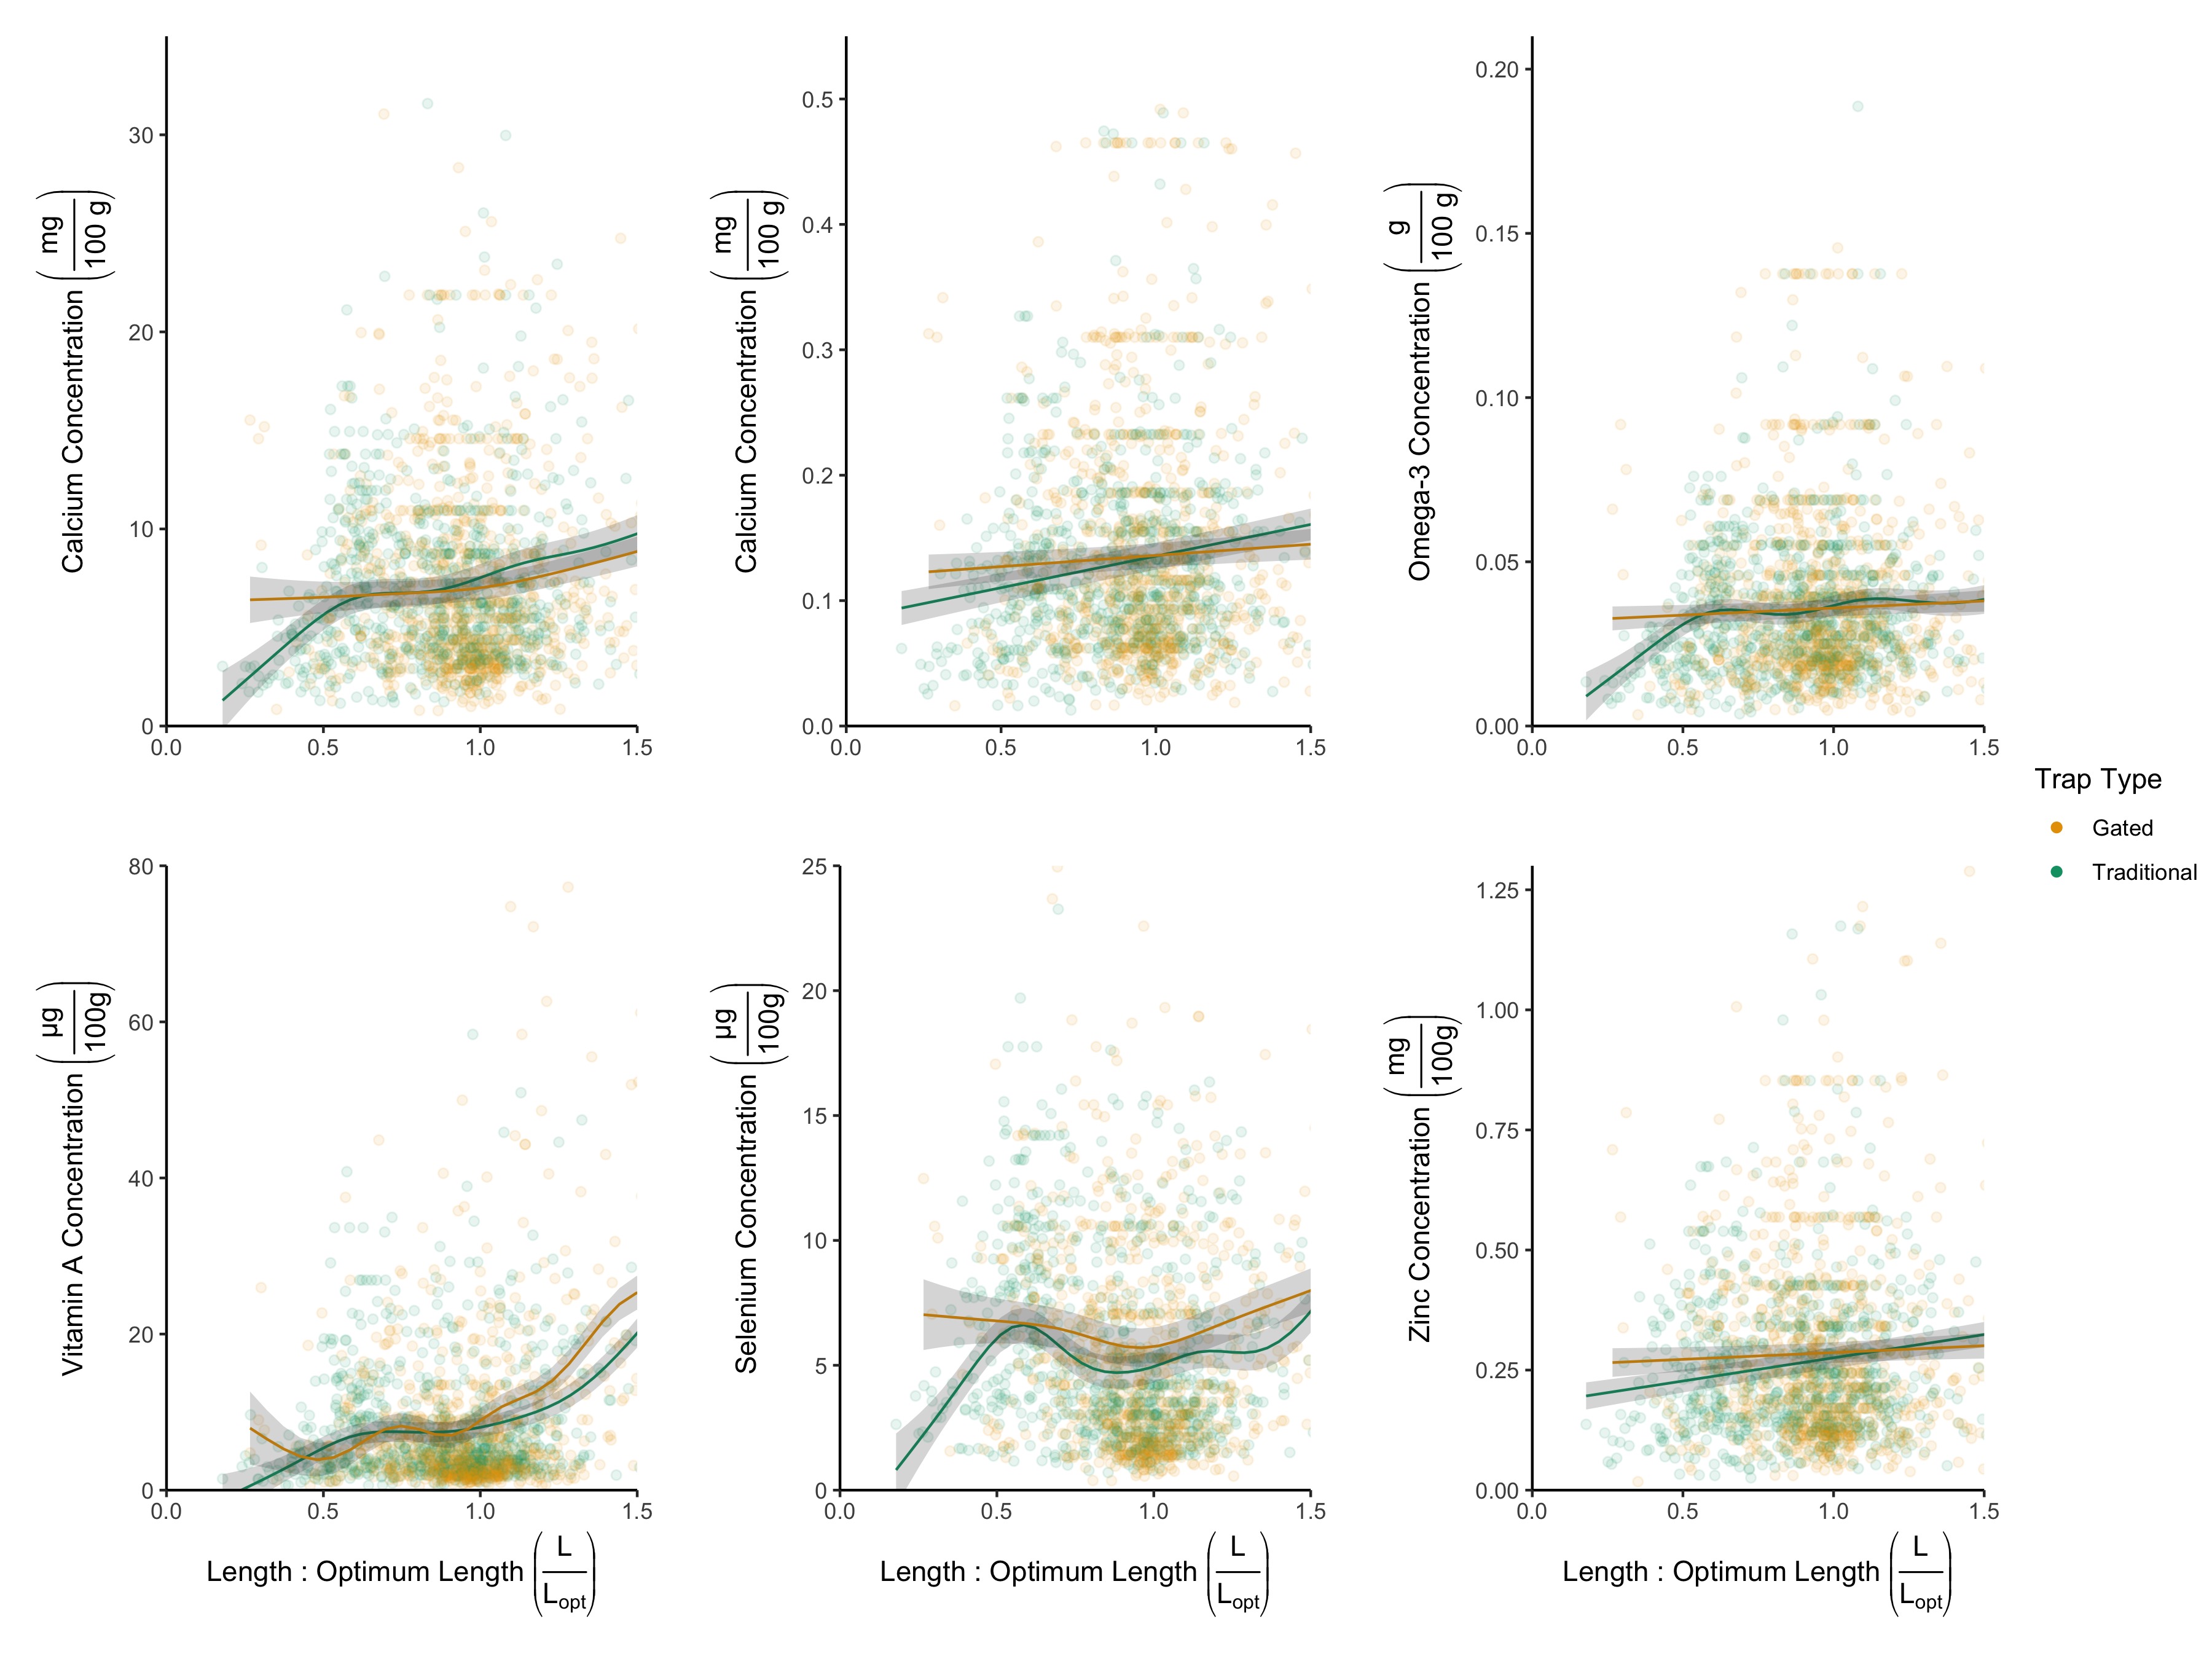 Calcium Concentration (mg/100 g)
30
20
10
0
0.0 0.5 1.0 1.5
Calcium Concentration (mg/100 g)
0.5
0.4
0.3
0.2
0.1
0.0
0.0 0.5 1.0 1.5
Omega-3 Concentration (g/100 g)
0.20
0.15
0.10
0.05
0.00
0.0 0.5 1.0 1.5
Trap Type
Gated
Traditional
Vitamin A Concentration (µg/100g)
80
60
40
20
0
0.0 0.5 1.0 1.5
Length : Optimum Length (L/Lopt)
Selenium Concentration (µg/100g)
25
20
15
10
5
0
0.0 0.5 1.0 1.5
Length : Optimum Length (L/Lopt)
Zinc Concentration (mg/100g)
1.25
1.00
0.75
0.50
0.25
0.00
0.0 0.5 1.0 1.5
Length : Optimum Length (L/Lopt)